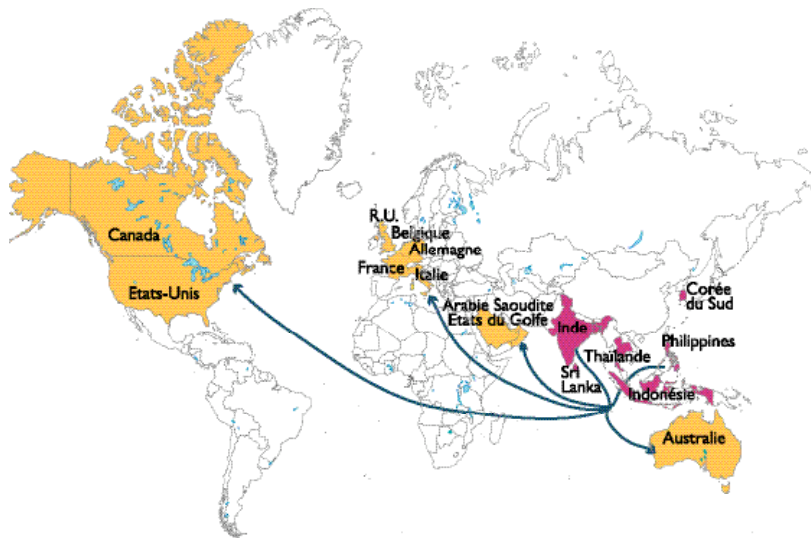 Canada
Etats-Unis
R.U.
Belgique
Allemagne
France
Italie
Arabie Saoudite
Etats du Golfe
Inde
Sri
Lanka
Thaïlande
Corée
du Sud
Philippines
Indonésie
Australie